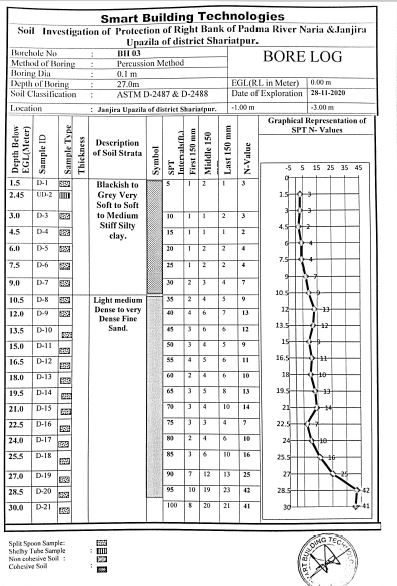 Smart Building Technologies
Soil Investigation of Protection of Right Bank of Padma River Naria &Janjira
Upazila of district Shariatpur.
Borehole No : BH 03
BORE LOG
Method of Boring : Percussion Method
Boring Dia : 0.1 m
Depth of Boring : 27.0m
EGL(RL in Meter) 0.00 m
Soil Classification : ASTM D-2487 & D-2488
Date of Exploration 28-11-2020
Location : Janjira Upazila of district Shariatpur.
-1.00 m -3.00 m
Depth Below EGL(Meter)
Sample ID
Sample Type
Thickness
Description of Soil Strata
Symbol
SPT Intervals(ft.)
First 150 mm
Middle 150
Last 150 mm
N-Value
Graphical Representation of
SPT N- Values
-5 5 15 25 35 45
Blackish to
Grey Very
Soft to Soft
to Medium
Stiff Silty
clay.
Light medium
Dense to very
Dense Fine
Sand.
1.5 D-1 5 1 2 1 3
2.45 UD-2
3.0 D-3 10 1 1 2 3
4.5 D-4 15 1 1 1 2
6.0 D-5 20 1 2 2 4
7.5 D-6 25 1 2 2 4
9.0 D-7 30 2 3 4 7
10.5 D-8 35 2 4 5 9
12.0 D-9 40 4 6 7 13
13.5 D-10 45 3 6 6 12
15.0 D-11 50 3 4 5 9
16.5 D-12 55 4 5 6 11
18.0 D-13 60 2 4 6 10
19.5 D-14 65 3 5 8 13
21.0 D-15 70 3 4 10 14
22.5 D-16 75 3 3 4 7
24.0 D-17 80 2 4 6 10
25.5 D-18 85 3 6 10 16
27.0 D-19 90 7 12 13 25
28.5 D-20 95 10 19 23 42
30.0 D-21 100 8 20 21 41
0
1.5 3
3
4.5 2
6 4
7.5 4
9 7
10.5 9
12 13
13.5 12
15 9
16.5 11
18 10
19.5 13
21 14
22.5 7
24 10
25.5 16
27 25
28.5 42
30 41
Split Spoon Sample:
Shelby Tube Sample :
Non cohesive Soil :
Cohesive Soil :